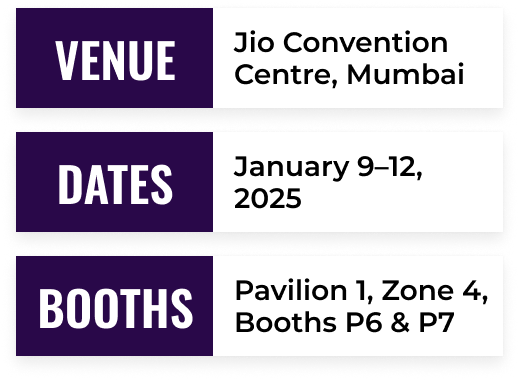 VENUE
Jio Convention
Centre, Mumbai
DATES
January 9–12,
2025
BOOTHS
Pavilion 1, Zone 4,
Booths P6 & P7